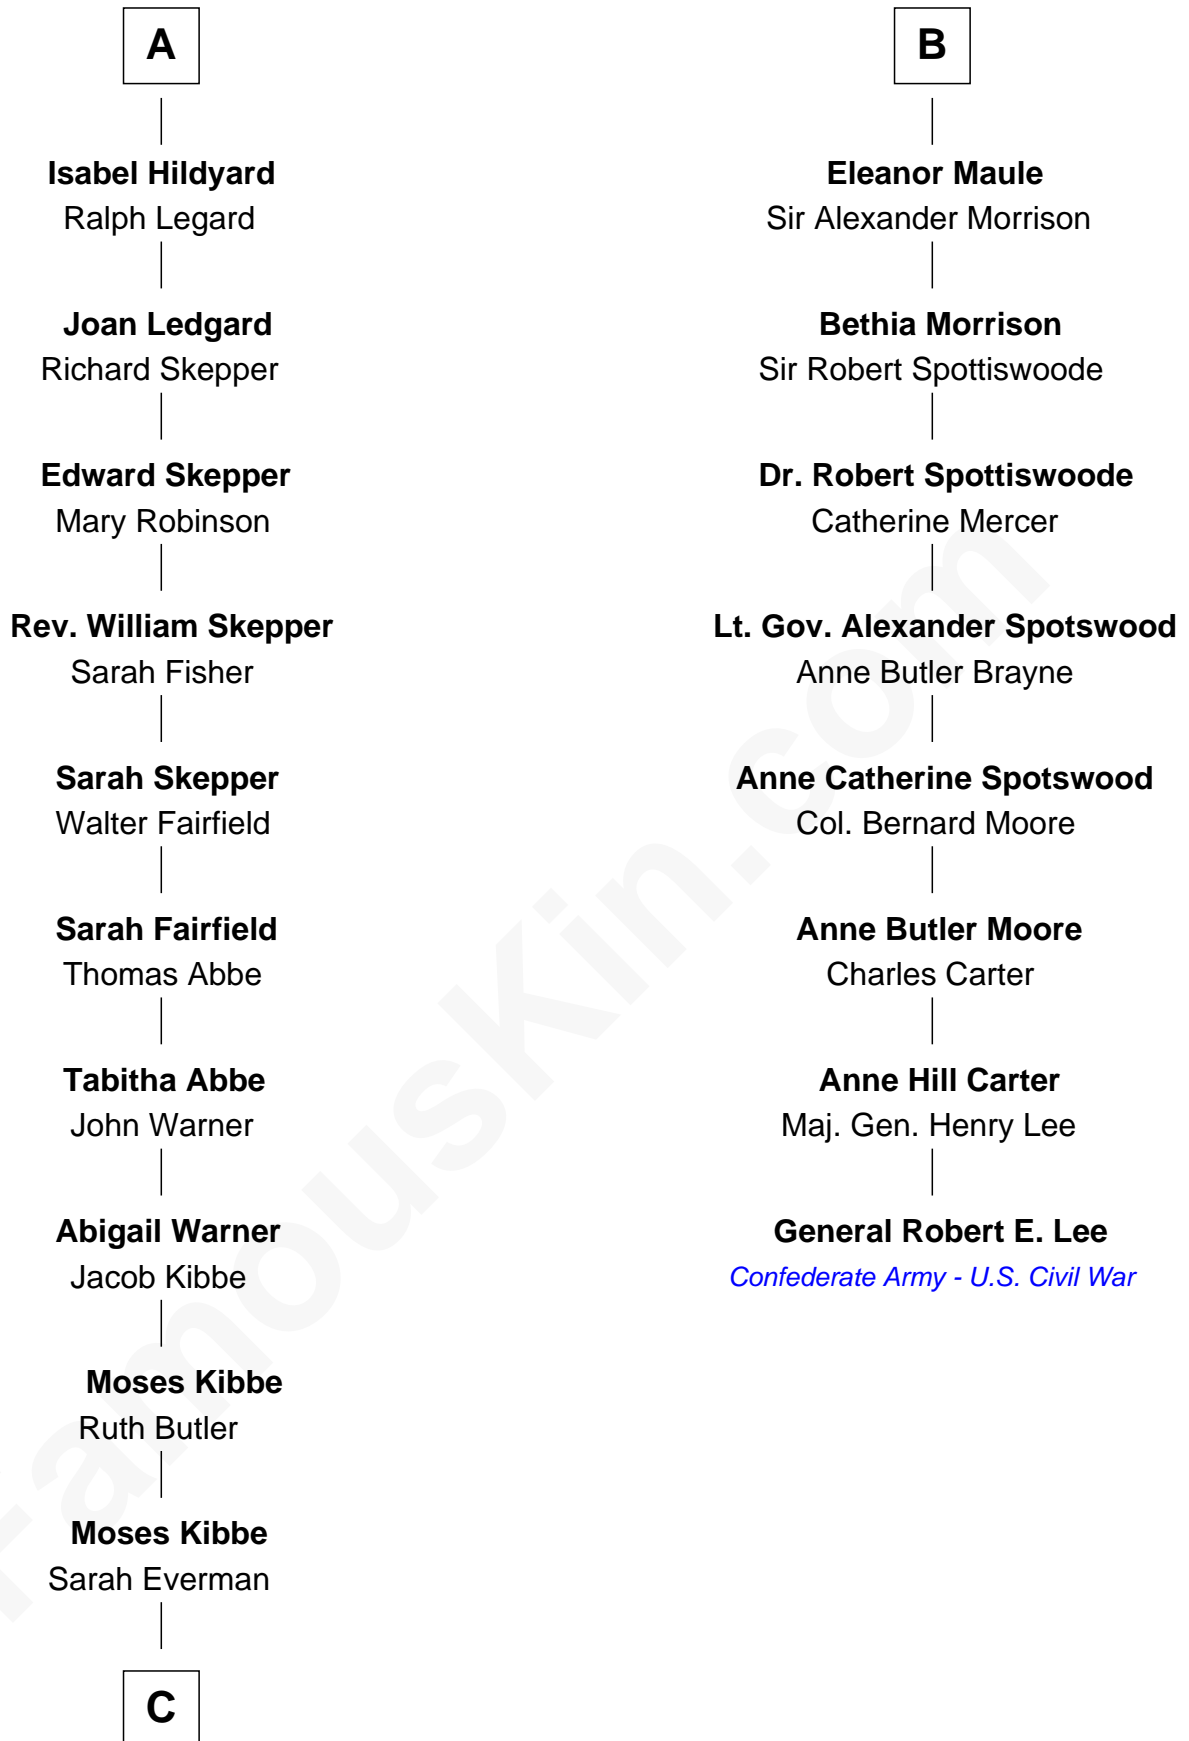 A
Isabel Hildyard
Ralph Legard
Joan Ledgard
Richard Skepper
Edward Skepper
Mary Robinson
Rev. William Skepper
Sarah Fisher
Sarah Skepper
Walter Fairfield
Sarah Fairfield
Thomas Abbe
Tabitha Abbe
John Warner
Abigail Warner
Jacob Kibbe
Moses Kibbe
Ruth Butler
Moses Kibbe
Sarah Everman
C
B
Eleanor Maule
Sir Alexander Morrison
Bethia Morrison
Sir Robert Spottiswoode
Dr. Robert Spottiswoode
Catherine Mercer
Lt. Gov. Alexander Spotswood
Anne Butler Brayne
Anne Catherine Spotswood
Col. Bernard Moore
Anne Butler Moore
Charles Carter
Anne Hill Carter
Maj. Gen. Henry Lee
General Robert E. Lee
Confederate Army - U.S. Civil War
FamousKin.com